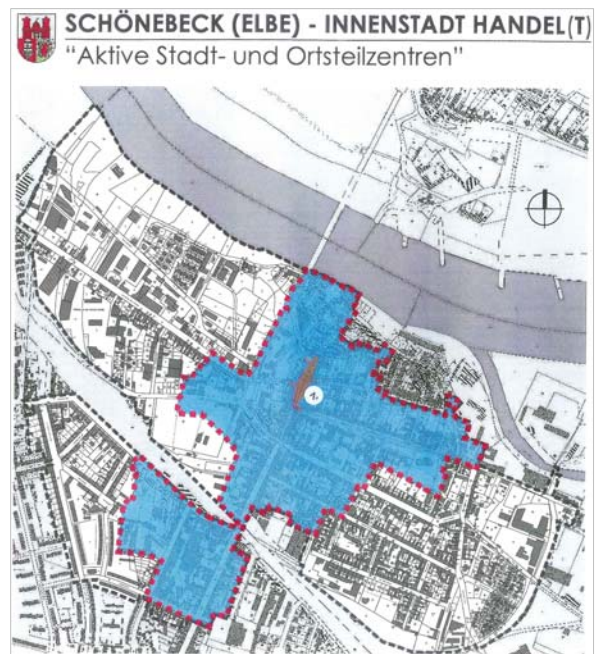 SCHÖNEBECK (ELBE) - INNENSTADT HANDEL(T)
"Aktive Stadt- und Ortsteilzentren"